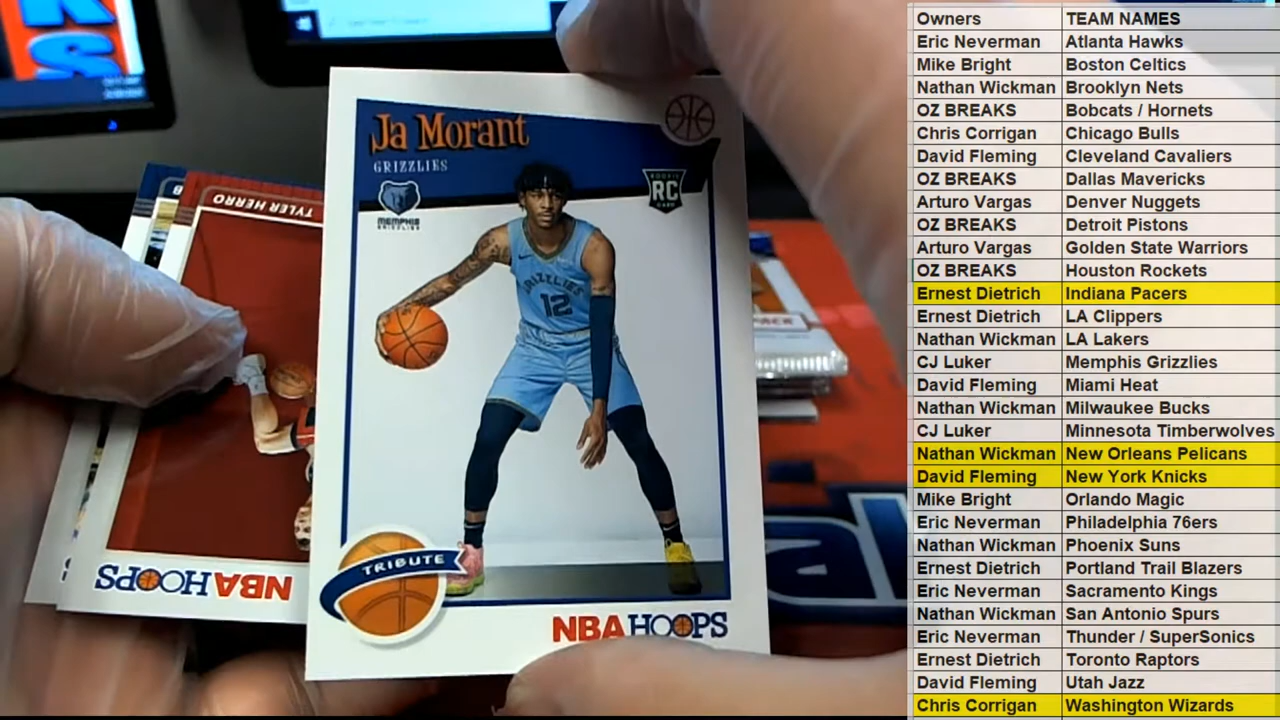 KS
Ja Morant
GRIZZLIES
MEMPHIS
GRIZZLIES
ROOKIE
RC
CARD
GRIZZLIES
12
TRIBUTE
NBA HOOPS
TYLER HERRO
NBA HOOPS
Owners TEAM NAMES
Eric Neverman Atlanta Hawks
Mike Bright Boston Celtics
Nathan Wickman Brooklyn Nets
OZ BREAKS Bobcats / Hornets
Chris Corrigan Chicago Bulls
David Fleming Cleveland Cavaliers
OZ BREAKS Dallas Mavericks
Arturo Vargas Denver Nuggets
OZ BREAKS Detroit Pistons
Arturo Vargas Golden State Warriors
OZ BREAKS Houston Rockets
Ernest Dietrich Indiana Pacers
Ernest Dietrich LA Clippers
Nathan Wickman LA Lakers
CJ Luker Memphis Grizzlies
David Fleming Miami Heat
Nathan Wickman Milwaukee Bucks
CJ Luker Minnesota Timberwolves
Nathan Wickman New Orleans Pelicans
David Fleming New York Knicks
Mike Bright Orlando Magic
Eric Neverman Philadelphia 76ers
Nathan Wickman Phoenix Suns
Ernest Dietrich Portland Trail Blazers
Eric Neverman Sacramento Kings
Nathan Wickman San Antonio Spurs
Eric Neverman Thunder / SuperSonics
Ernest Dietrich Toronto Raptors
David Fleming Utah Jazz
Chris Corrigan Washington Wizards